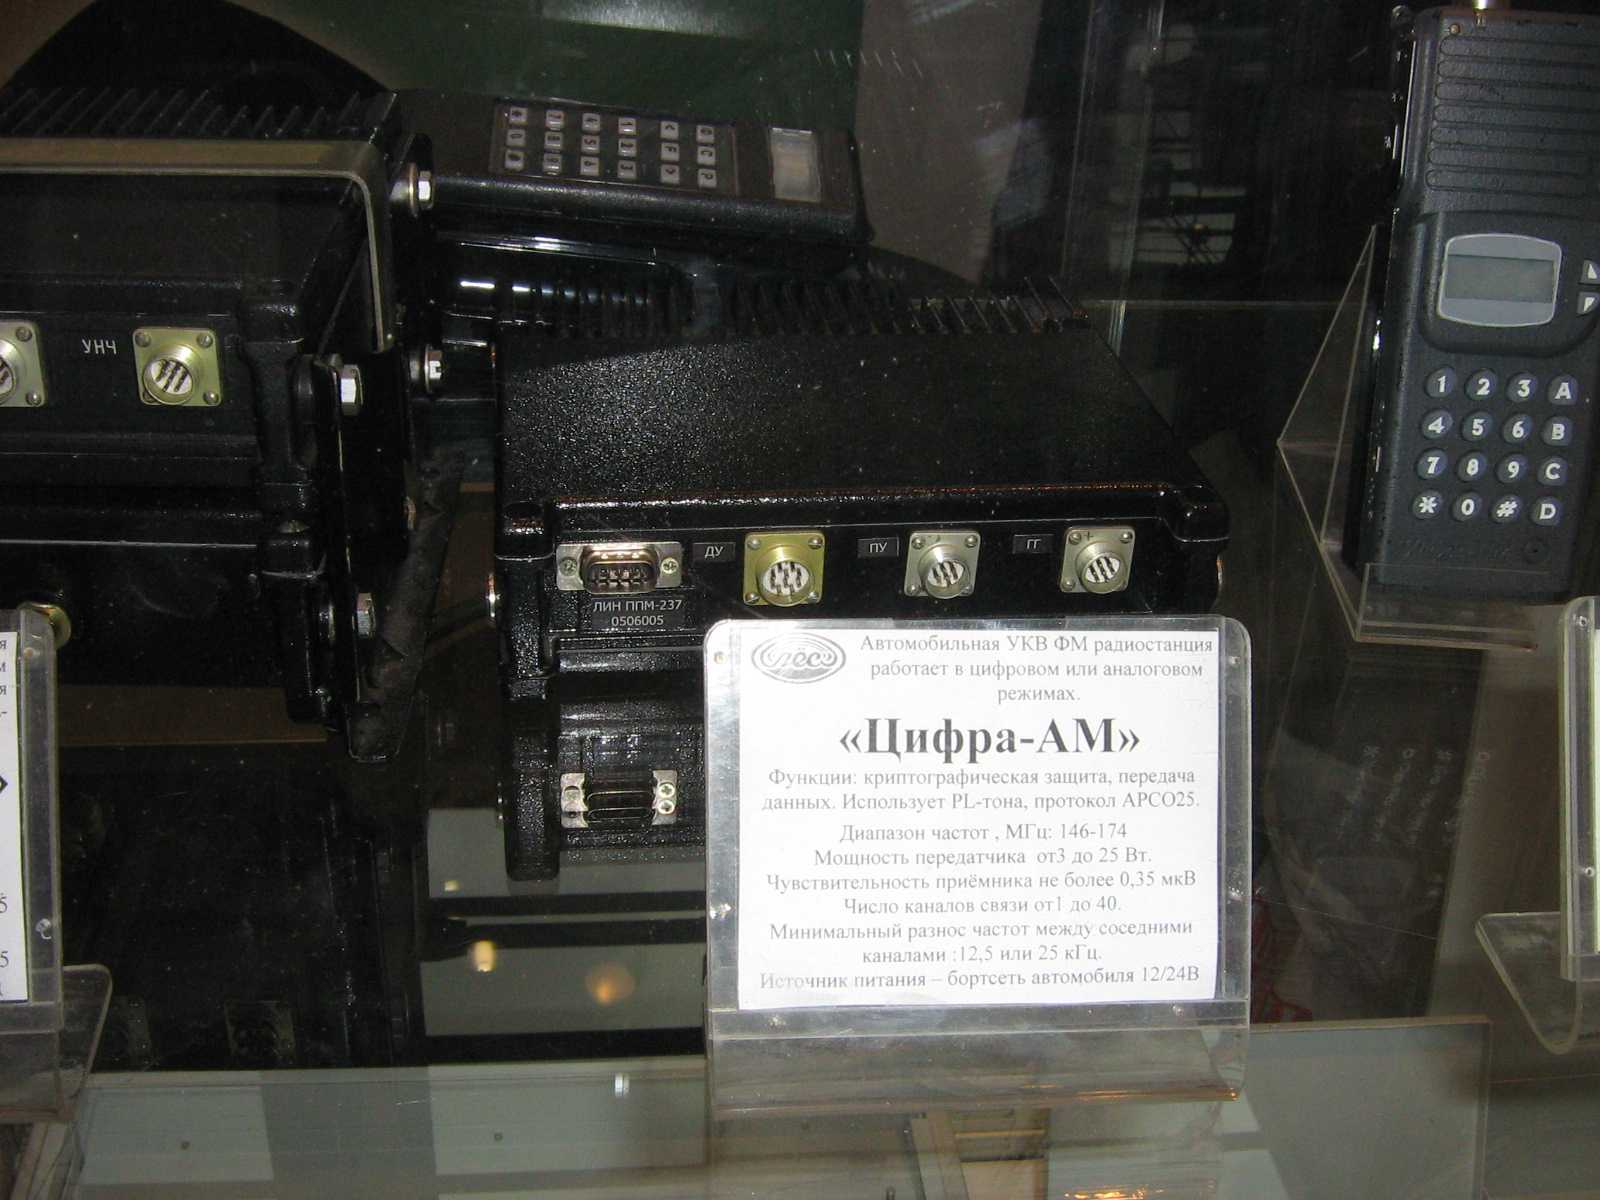 УНЧ
ДУ
ПУ
ГГ
ЛИН ППМ-237
0506005
1 2 3 A
4 5 6 B
7 8 9 C
* 0 # D
Автомобильная УКВ ФМ радиостанция
работает в цифровом или аналоговом
режимах.
«Цифра-АМ»
Функции: криптографическая защита, передача
данных. Использует PL-тона, протокол APCO25.
Диапазон частот , МГц: 146-174
Мощность передатчика от3 до 25 Вт.
Чувствительность приёмника не более 0,35 мкВ
Число каналов связи от1 до 40.
Минимальный разнос частот между соседними
каналами :12,5 или 25 кГц.
Источник питания – бортсеть автомобиля 12/24В